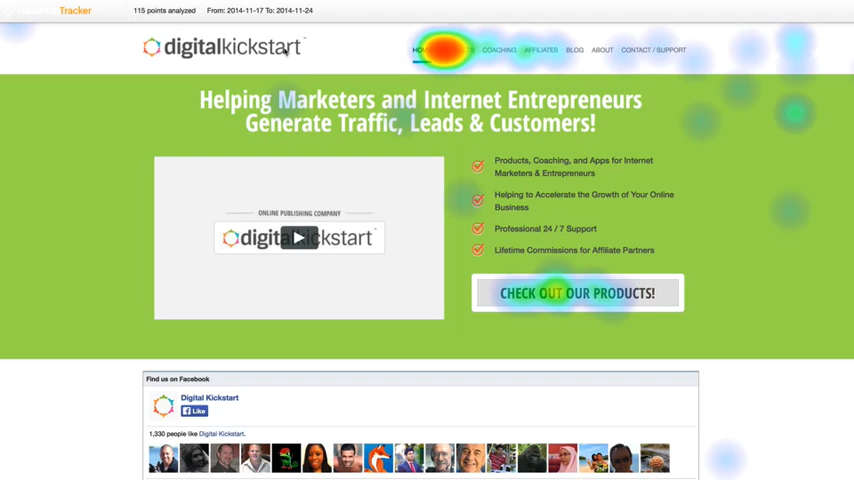 Tracker
115 points analyzed From: 2014-11-17 To: 2014-11-24
digitalkickstart
COACHING AFFILIATES BLOG ABOUT CONTACT / SUPPORT
Helping Marketers and Internet Entrepreneurs
Generate Traffic, Leads & Customers!
Products, Coaching, and Apps for Internet
Marketers & Entrepreneurs
Helping to Accelerate the Growth of Your Online
Business
Professional 24 / 7 Support
Lifetime Commissions for Affiliate Partners
ONLINE PUBLISHING COMPANY
digitalkickstart
CHECK OUT OUR PRODUCTS!
Find us on Facebook
Digital Kickstart
Like
1,330 people like Digital Kickstart.